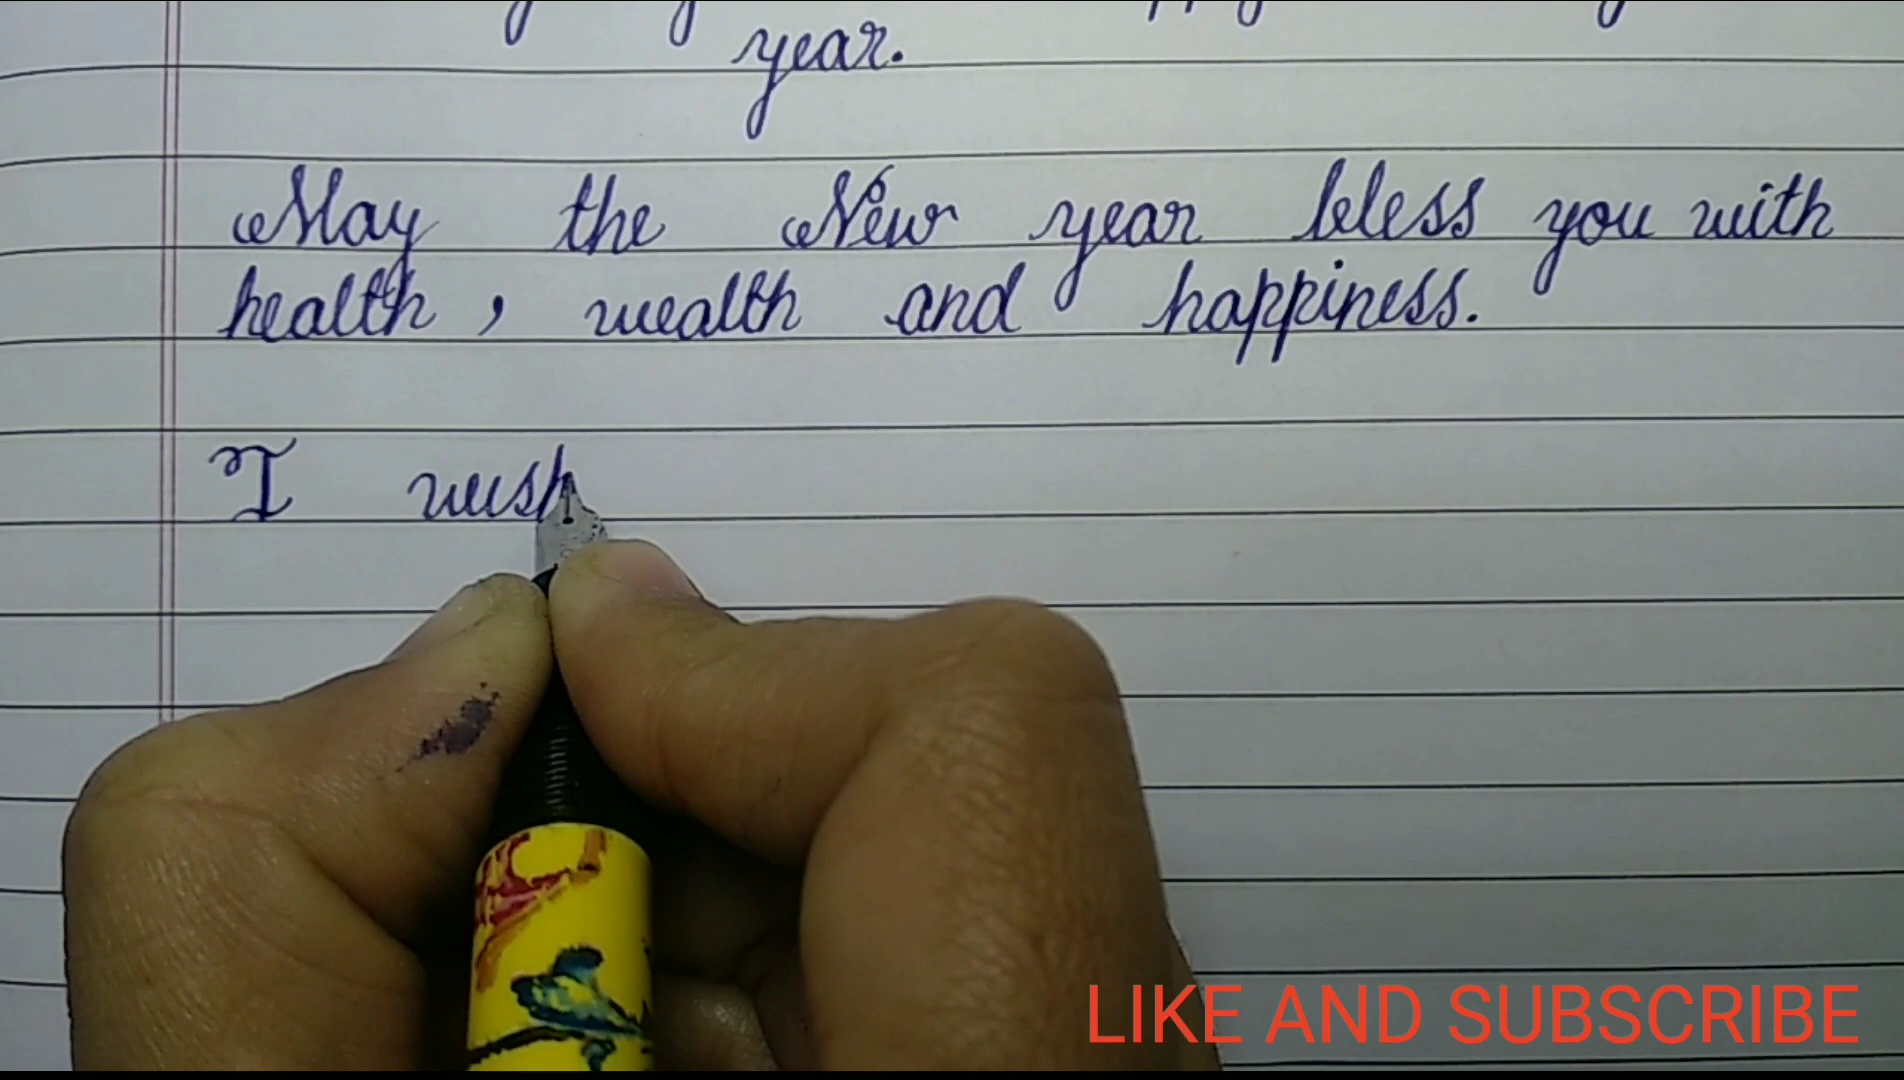 year.
May the New year bless you with
health, wealth and happiness.
I wish
LIKE AND SUBSCRIBE